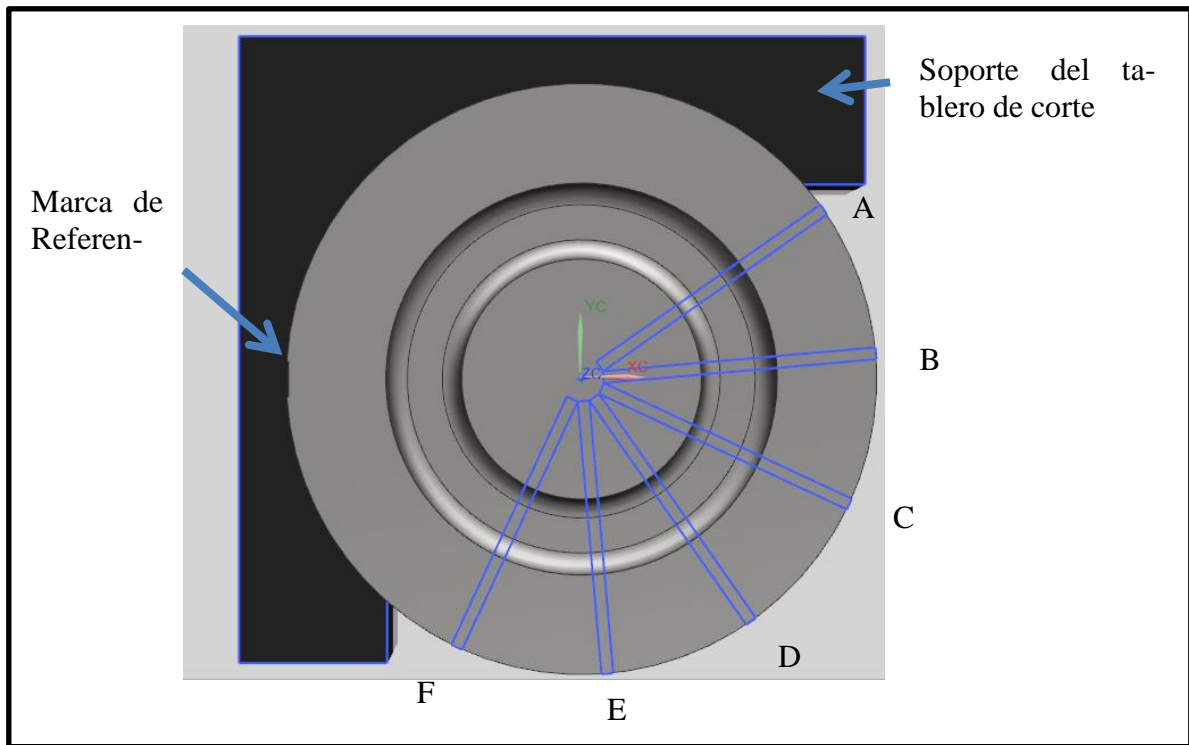 Soporte del ta-
blero de corte
Marca de
Referen-
A
YC
B
ZC XC
C
D
F
E